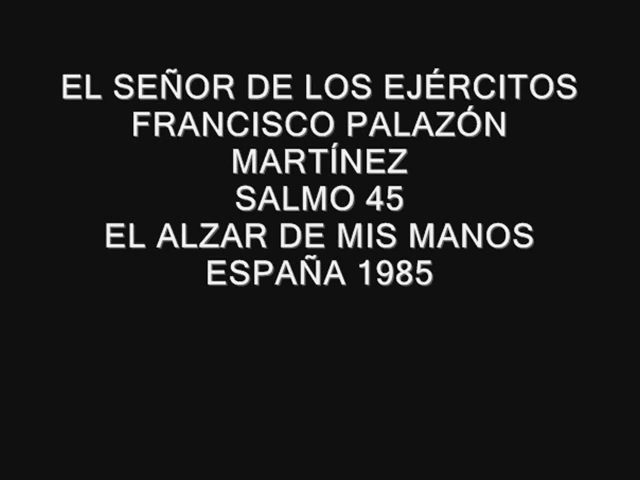 EL SEÑOR DE LOS EJÉRCITOS
FRANCISCO PALAZÓN
MARTÍNEZ
SALMO 45
EL ALZAR DE MIS MANOS
ESPAÑA 1985